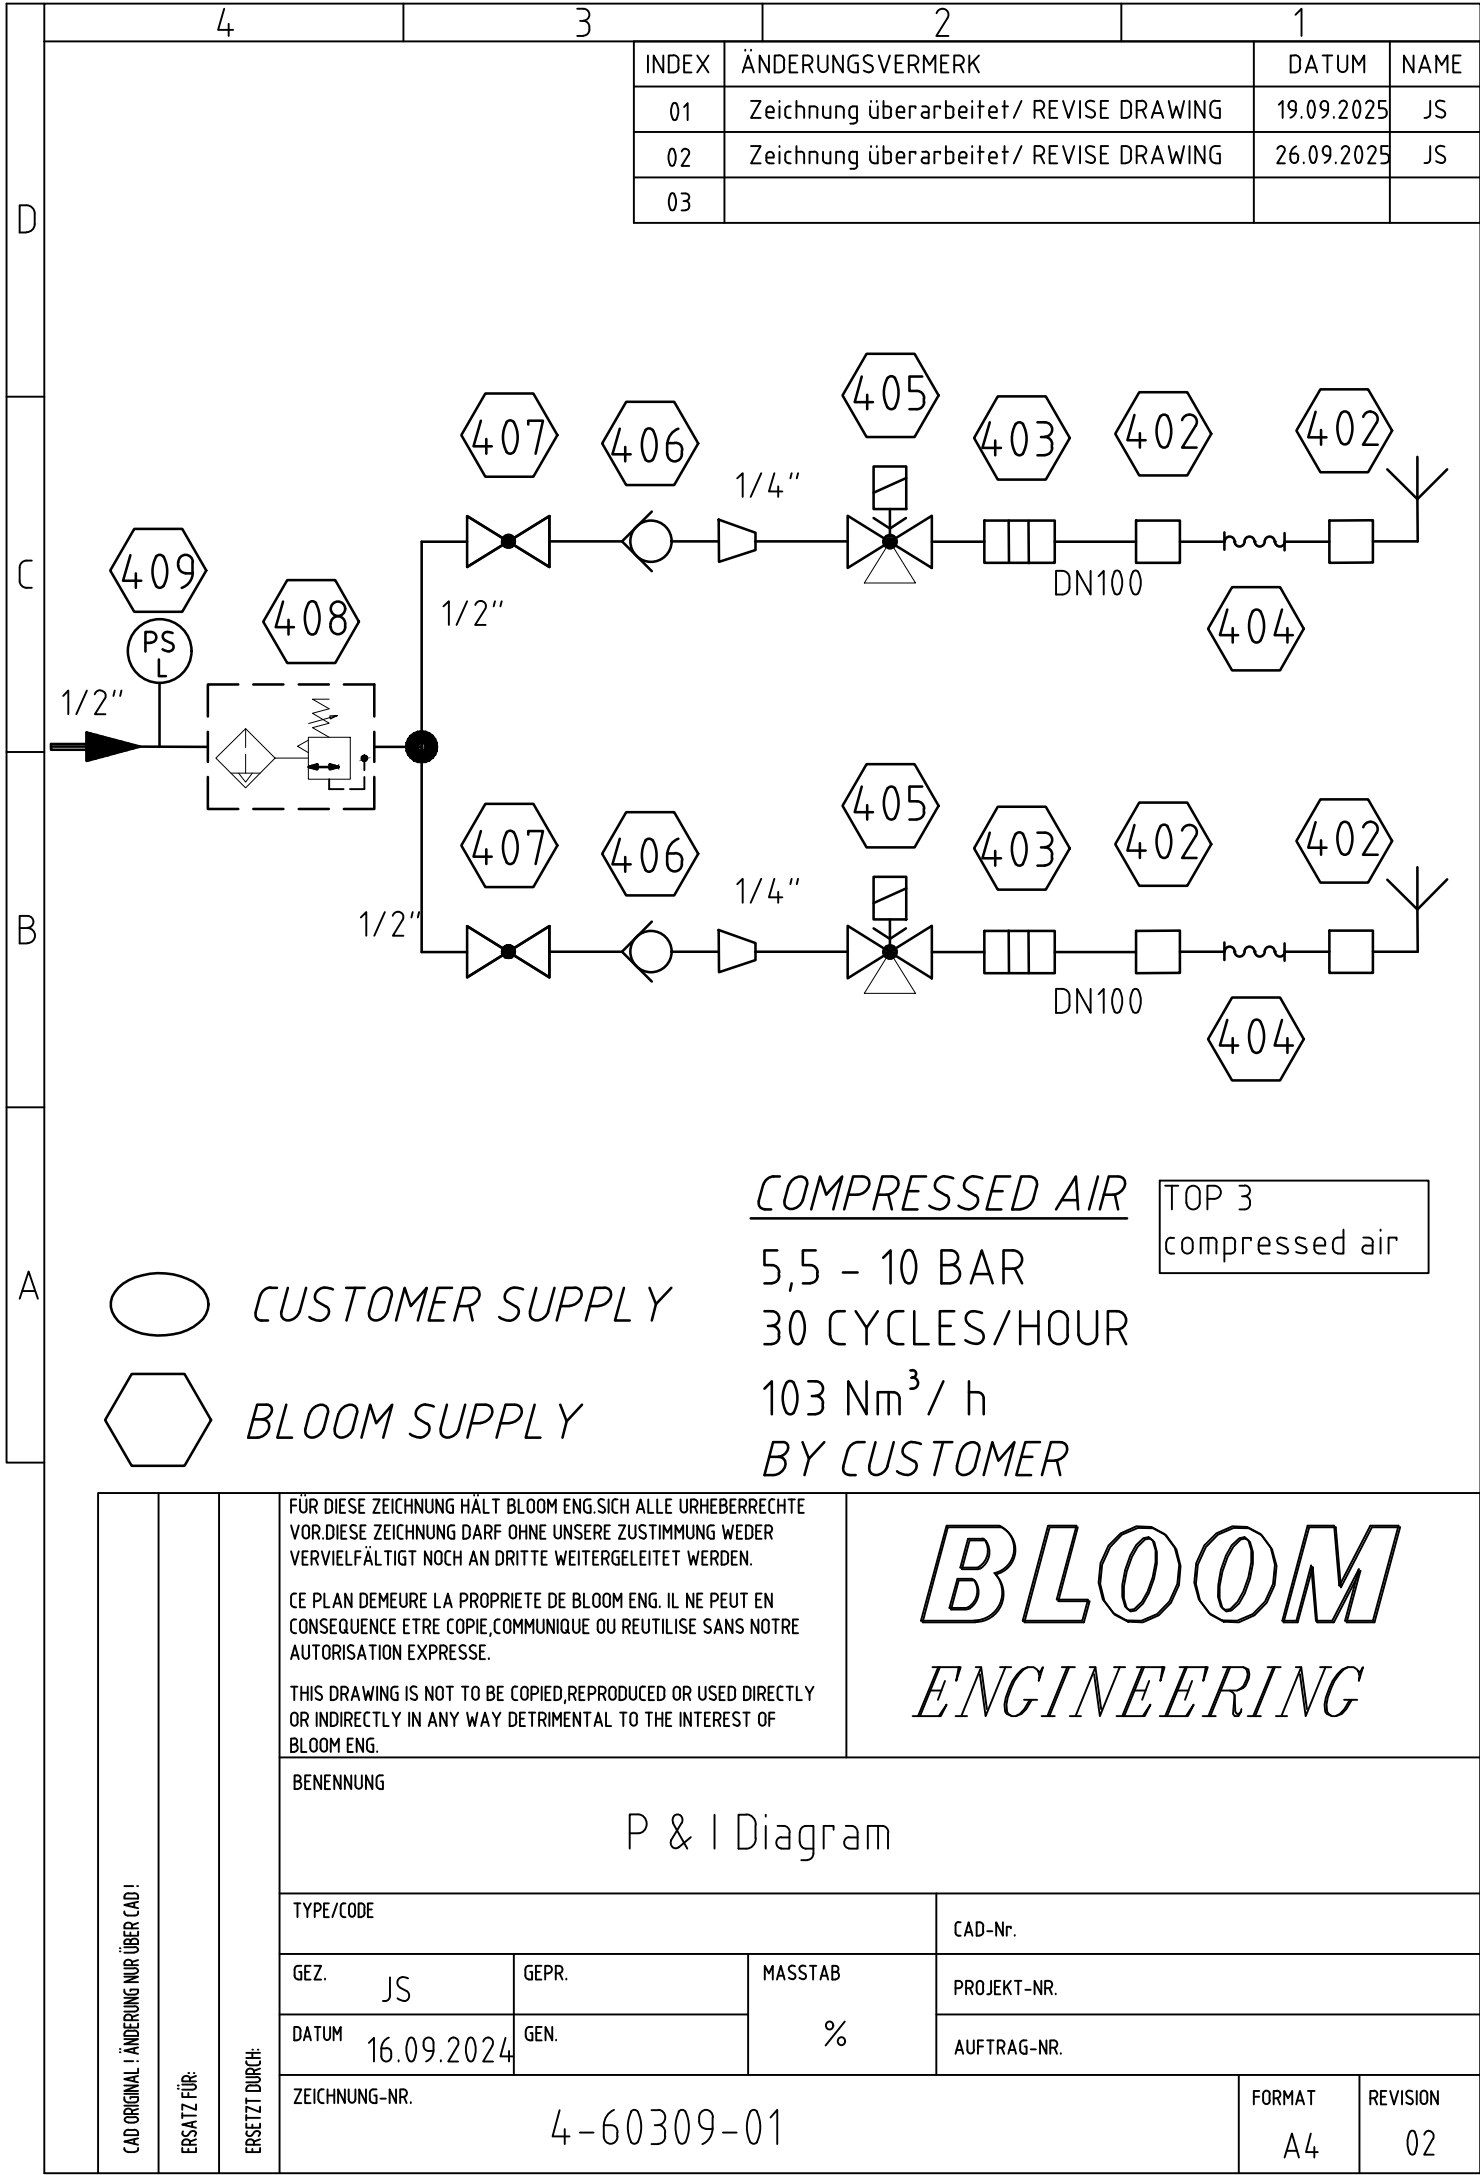 4 3 2 1
INDEX ÄNDERUNGSVERMERK DATUM NAME
01 Zeichnung überarbeitet/ REVISE DRAWING 19.09.2025 JS
02 Zeichnung überarbeitet/ REVISE DRAWING 26.09.2025 JS
03
D
C
B
A
407 406 405 403 402 402
1/4"
DN100
404
1/2"
409
408
PS
L
1/2"
407 406 405 403 402 402
1/4"
1/2"
DN100
404
COMPRESSED AIR
5,5 - 10 BAR
30 CYCLES/HOUR
103 Nm³/ h
BY CUSTOMER
TOP 3
compressed air
CUSTOMER SUPPLY
BLOOM SUPPLY
FÜR DIESE ZEICHNUNG HÄLT BLOOM ENG.SICH ALLE URHEBERRECHTE
VOR.DIESE ZEICHNUNG DARF OHNE UNSERE ZUSTIMMUNG WEDER
VERVIELFÄLTIGT NOCH AN DRITTE WEITERGELEITET WERDEN.
CE PLAN DEMEURE LA PROPRIETE DE BLOOM ENG. IL NE PEUT EN
CONSEQUENCE ETRE COPIE,COMMUNIQUE OU REUTILISE SANS NOTRE
AUTORISATION EXPRESSE.
THIS DRAWING IS NOT TO BE COPIED,REPRODUCED OR USED DIRECTLY
OR INDIRECTLY IN ANY WAY DETRIMENTAL TO THE INTEREST OF
BLOOM ENG.
BLOOM
ENGINEERING
BENENNUNG
P & I Diagram
TYPE/CODE
CAD-Nr.
GEZ. JS
GEPR.
MASSTAB
%
PROJEKT-NR.
DATUM 16.09.2024
GEN.
AUFTRAG-NR.
ZEICHNUNG-NR.
4-60309-01
FORMAT
A4
REVISION
02
CAD ORIGINAL ! ÄNDERUNG NUR ÜBER CAD !
ERSATZ FÜR:
ERSETZT DURCH: